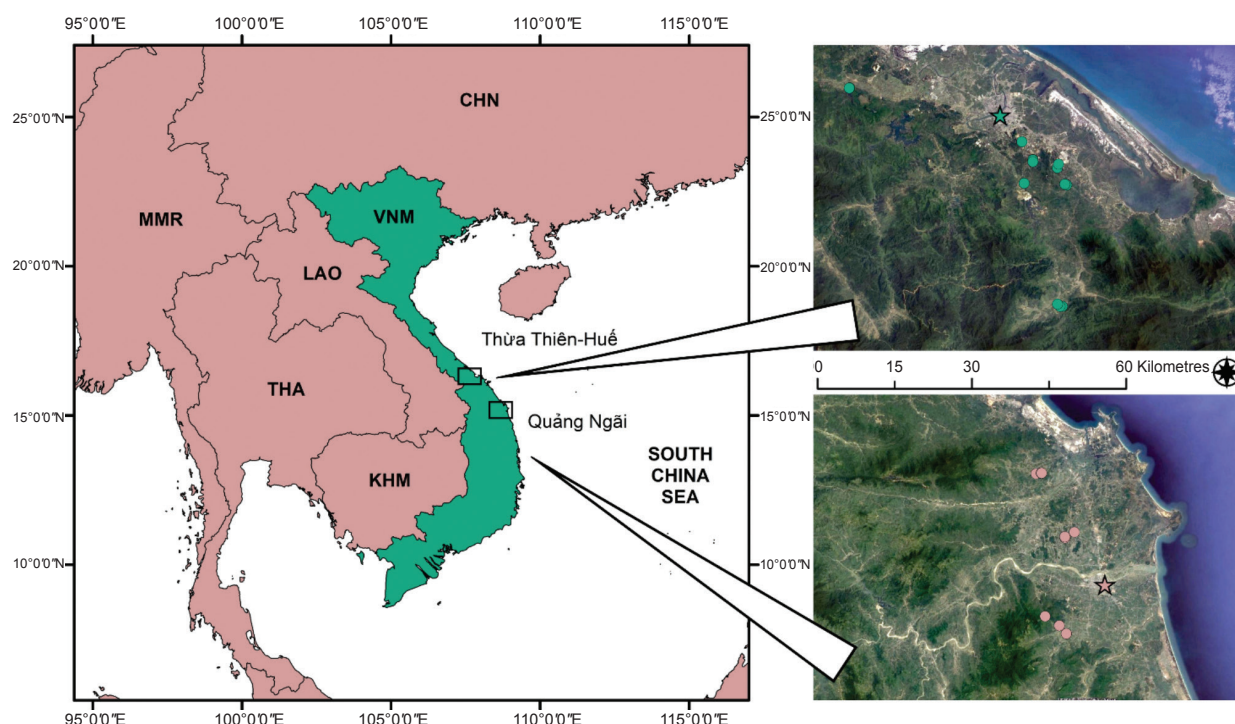 95°0'0"E 100°0'0"E 105°0'0"E 110°0'0"E 115°0'0"E
CHN
25°0'0"N 25°0'0"N
VNM
MMR
LAO
20°0'0"N 20°0'0"N
Thừa Thiên-Huế
THA
0 15 30 60 Kilometres
15°0'0"N 15°0'0"N
Quảng Ngãi
SOUTH
CHINA
SEA
KHM
10°0'0"N 10°0'0"N
95°0'0"E 100°0'0"E 105°0'0"E 110°0'0"E 115°0'0"E